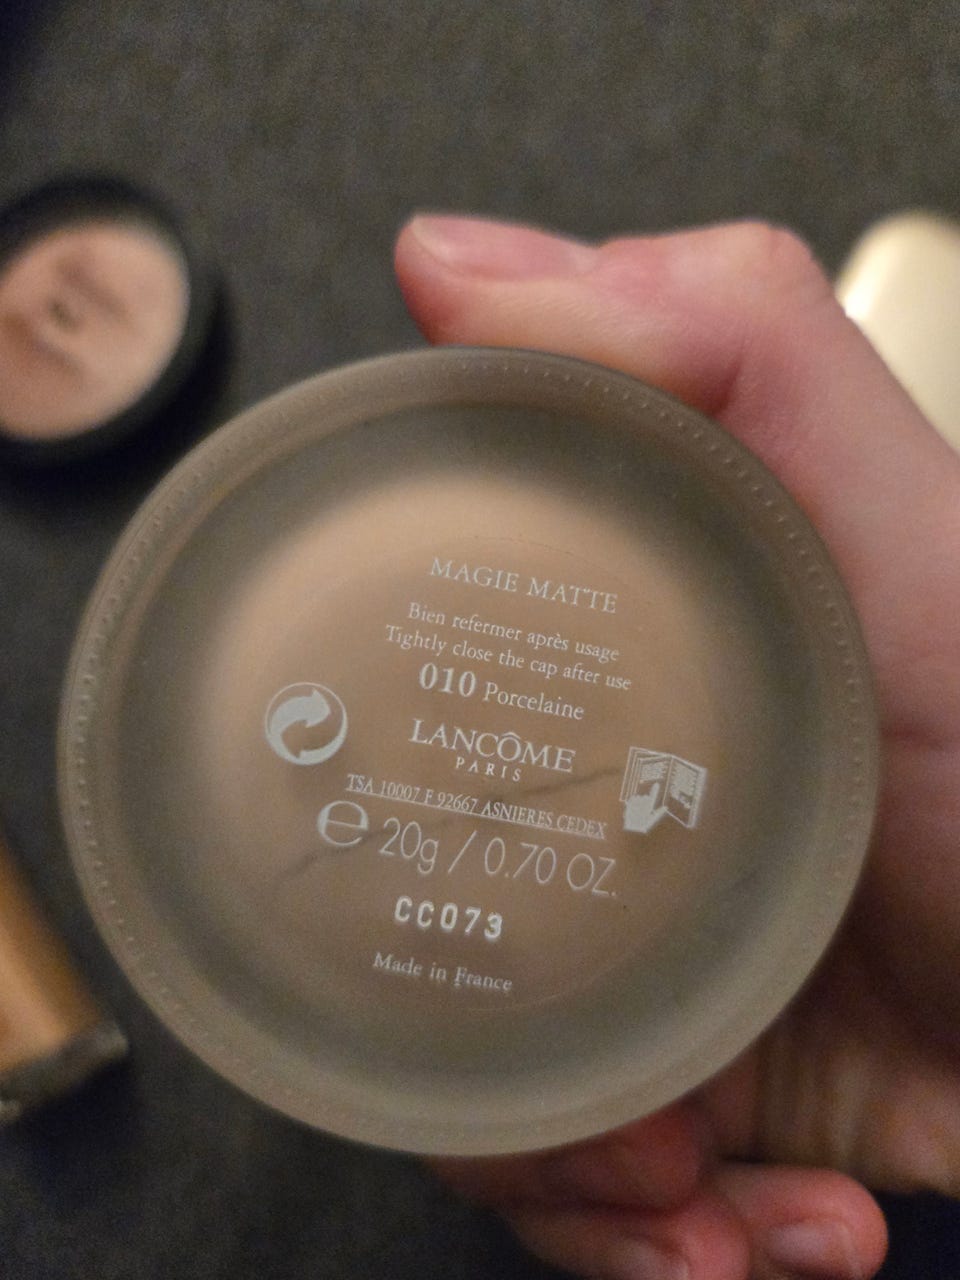 MAGIE MATTE
Bien refermer après usage
Tightly close the cap after use
010 Porcelaine
LANCÔME
PARIS
TSA 10007 F 92667 ASNIERES CEDEX
℮ 20g / 0.70 OZ.
CC073
Made in France